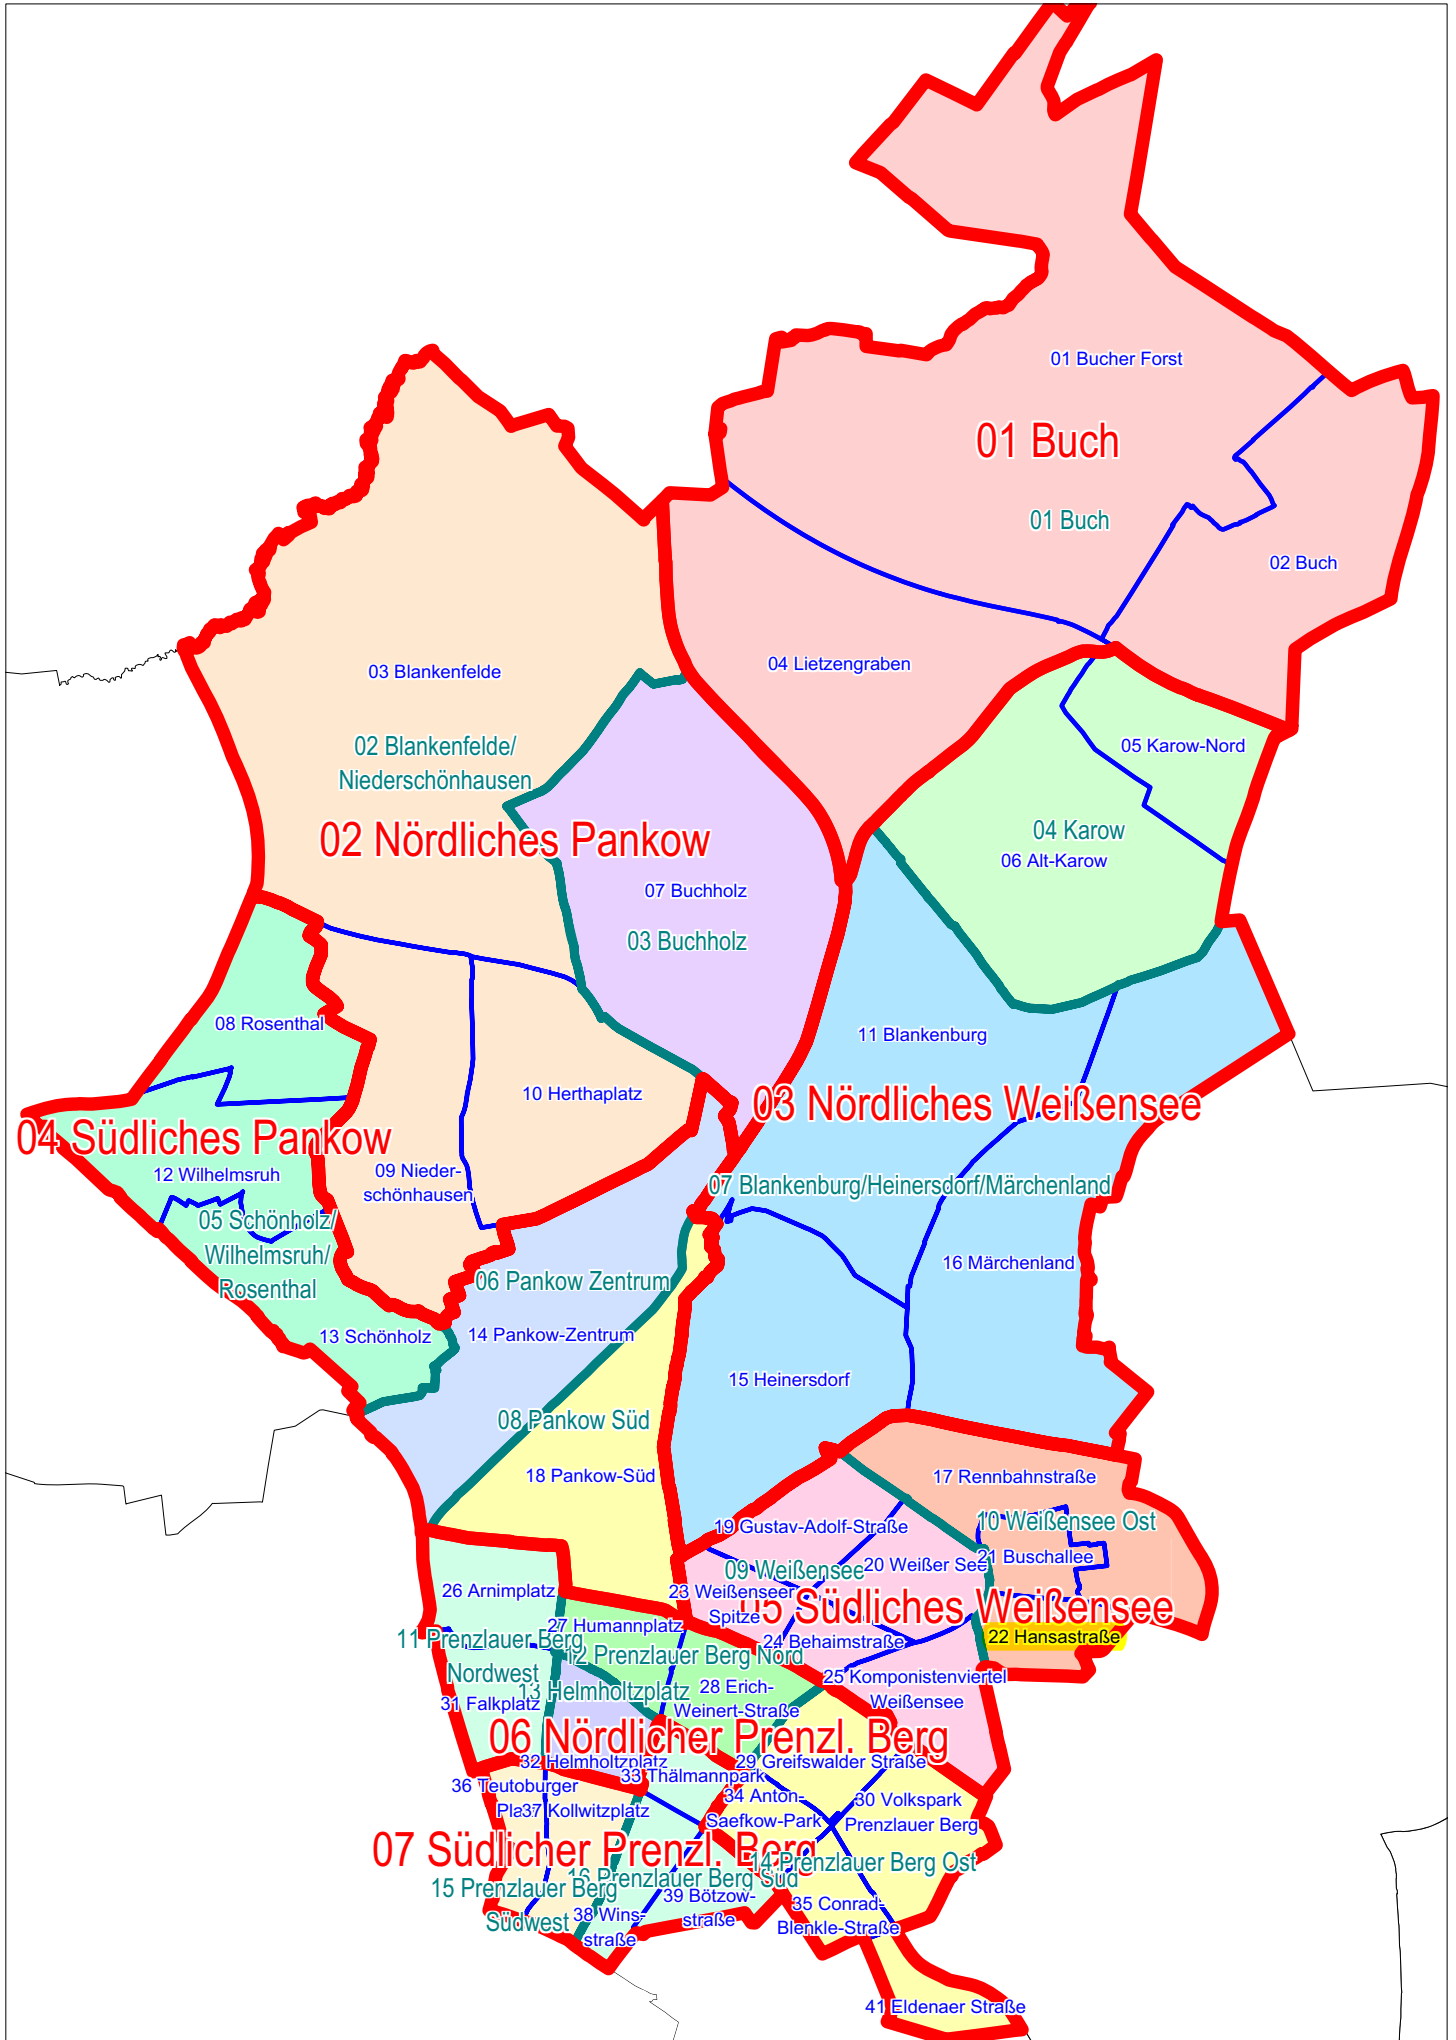 01 Bucher Forst
01 Buch
01 Buch
02 Buch
04 Lietzengraben
03 Blankenfelde
02 Blankenfelde/
Niederschönhausen
05 Karow-Nord
04 Karow
06 Alt-Karow
02 Nördliches Pankow
07 Buchholz
03 Buchholz
08 Rosenthal
11 Blankenburg
10 Herthaplatz
03 Nördliches Weißensee
04 Südliches Pankow
12 Wilhelmsruh
09 Nieder-
schönhausen
07 Blankenburg/Heinersdorf/Märchenland
05 Schönholz/
Wilhelmsruh/
Rosenthal
16 Märchenland
06 Pankow Zentrum
13 Schönholz
14 Pankow-Zentrum
15 Heinersdorf
08 Pankow Süd
18 Pankow-Süd
17 Rennbahnstraße
19 Gustav-Adolf-Straße
10 Weißensee Ost
20 Weißer See
21 Buschallee
09 Weißensee
26 Arnimplatz
23 Weißenseer
Spitze
05 Südliches Weißensee
27 Humannplatz
24 Behaimstraße
22 Hansastraße
11 Prenzlauer Berg
Nordwest
12 Prenzlauer Berg Nord
13 Helmholtzplatz
28 Erich-
Weinert-Straße
25 Komponistenviertel
Weißensee
31 Falkplatz
06 Nördlicher Prenzl. Berg
32 Helmholtzplatz
29 Greifswalder Straße
33 Thälmannpark
36 Teutoburger
Pla
37 Kollwitzplatz
34 Anton-
Saefkow-Park
30 Volkspark
Prenzlauer Berg
07 Südlicher Prenzl. Berg
14 Prenzlauer Berg Ost
16 Prenzlauer Berg Süd
15 Prenzlauer Berg
Südwest
39 Bötzow-
straße
38 Wins-
straße
35 Conrad-
Blenkle-Straße
41 Eldenaer Straße